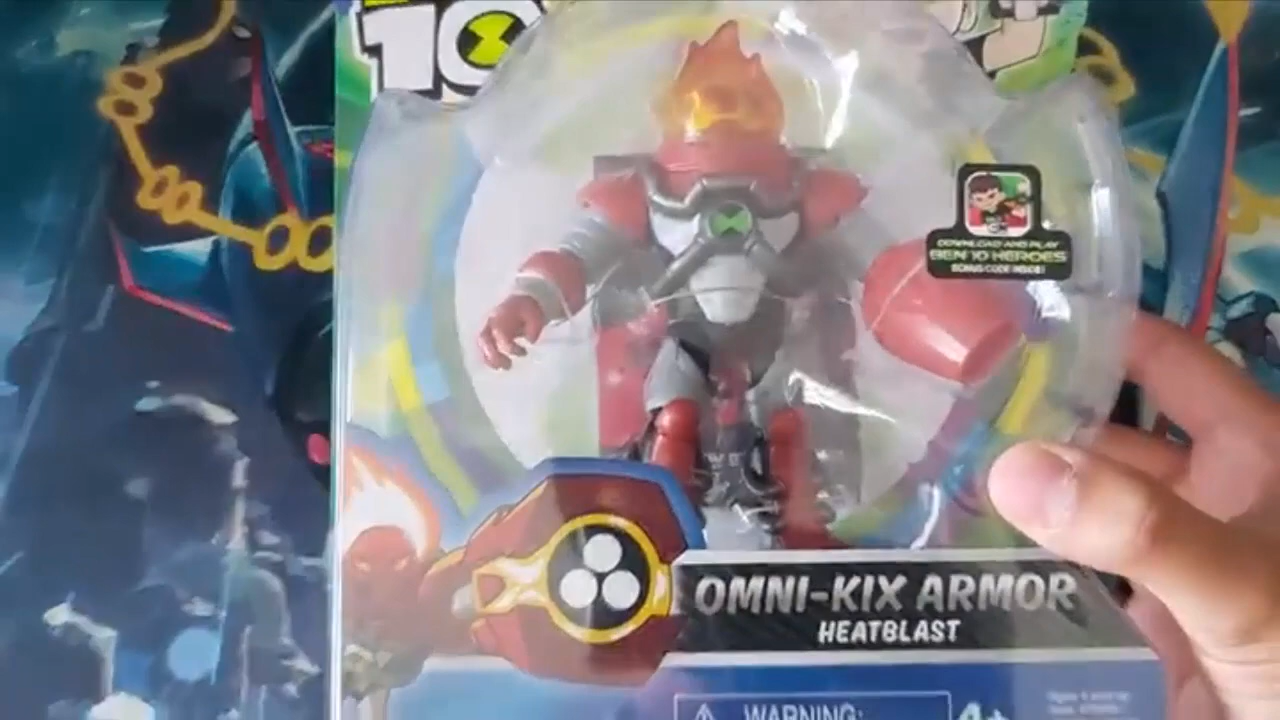 10
DOWNLOAD AND PLAY
BEN 10 HEROES
BONUS CODE INSIDE!
OMNI-KIX ARMOR
HEATBLAST
WARNING:
4+